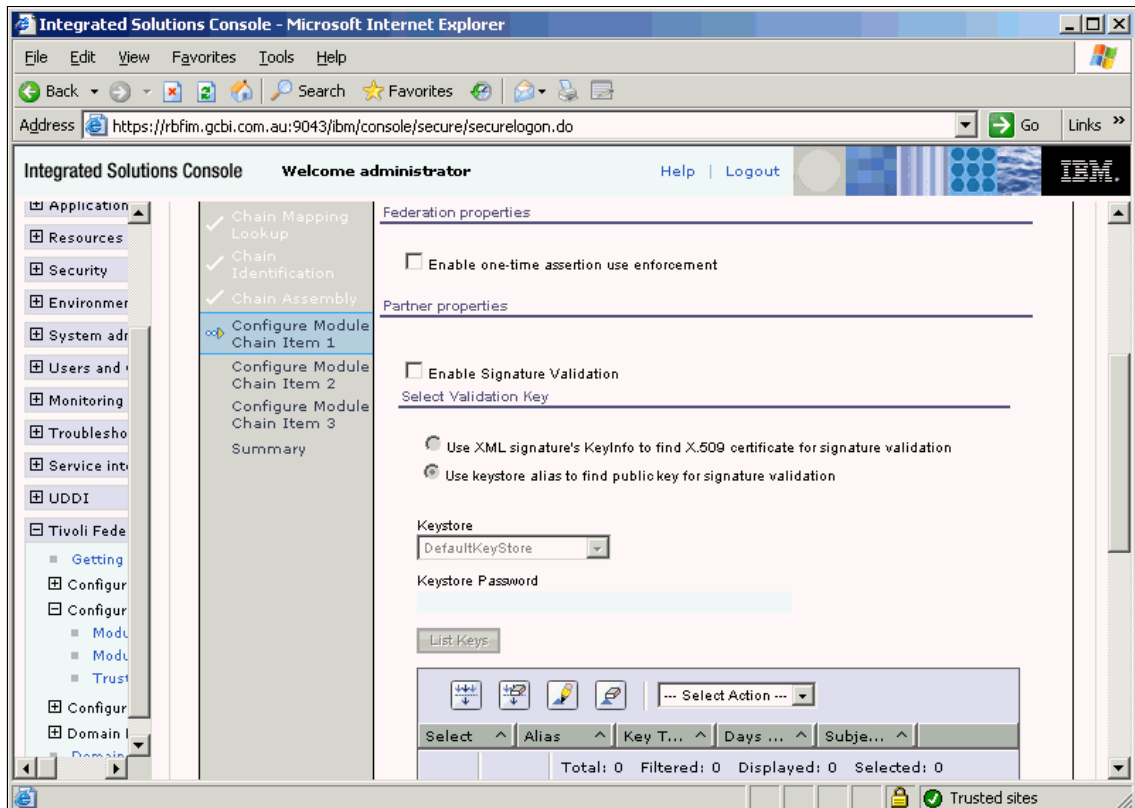 Integrated Solutions Console - Microsoft Internet Explorer
File Edit View Favorites Tools Help
Back Search Favorites
Address https://rbfim.gcbi.com.au:9043/ibm/console/secure/securelogon.do Go Links »
Integrated Solutions Console Welcome administrator Help | Logout IBM.
Application
Resources
Security
Environmer
System adr
Users and
Monitoring
Troublesho
Service int
UDDI
Tivoli Fede
Getting
Configur
Configur
Modu
Modu
Trust
Configur
Domain
Domain
Chain Mapping
Lookup
Chain
Identification
Chain Assembly
Configure Module
Chain Item 1
Configure Module
Chain Item 2
Configure Module
Chain Item 3
Summary
Federation properties
Enable one-time assertion use enforcement
Partner properties
Enable Signature Validation
Select Validation Key
Use XML signature's KeyInfo to find X.509 certificate for signature validation
Use keystore alias to find public key for signature validation
Keystore
DefaultKeyStore
Keystore Password
List Keys
--- Select Action ---
Select ^ Alias ^ Key T... ^ Days ... ^ Subje... ^
Total: 0 Filtered: 0 Displayed: 0 Selected: 0
Trusted sites